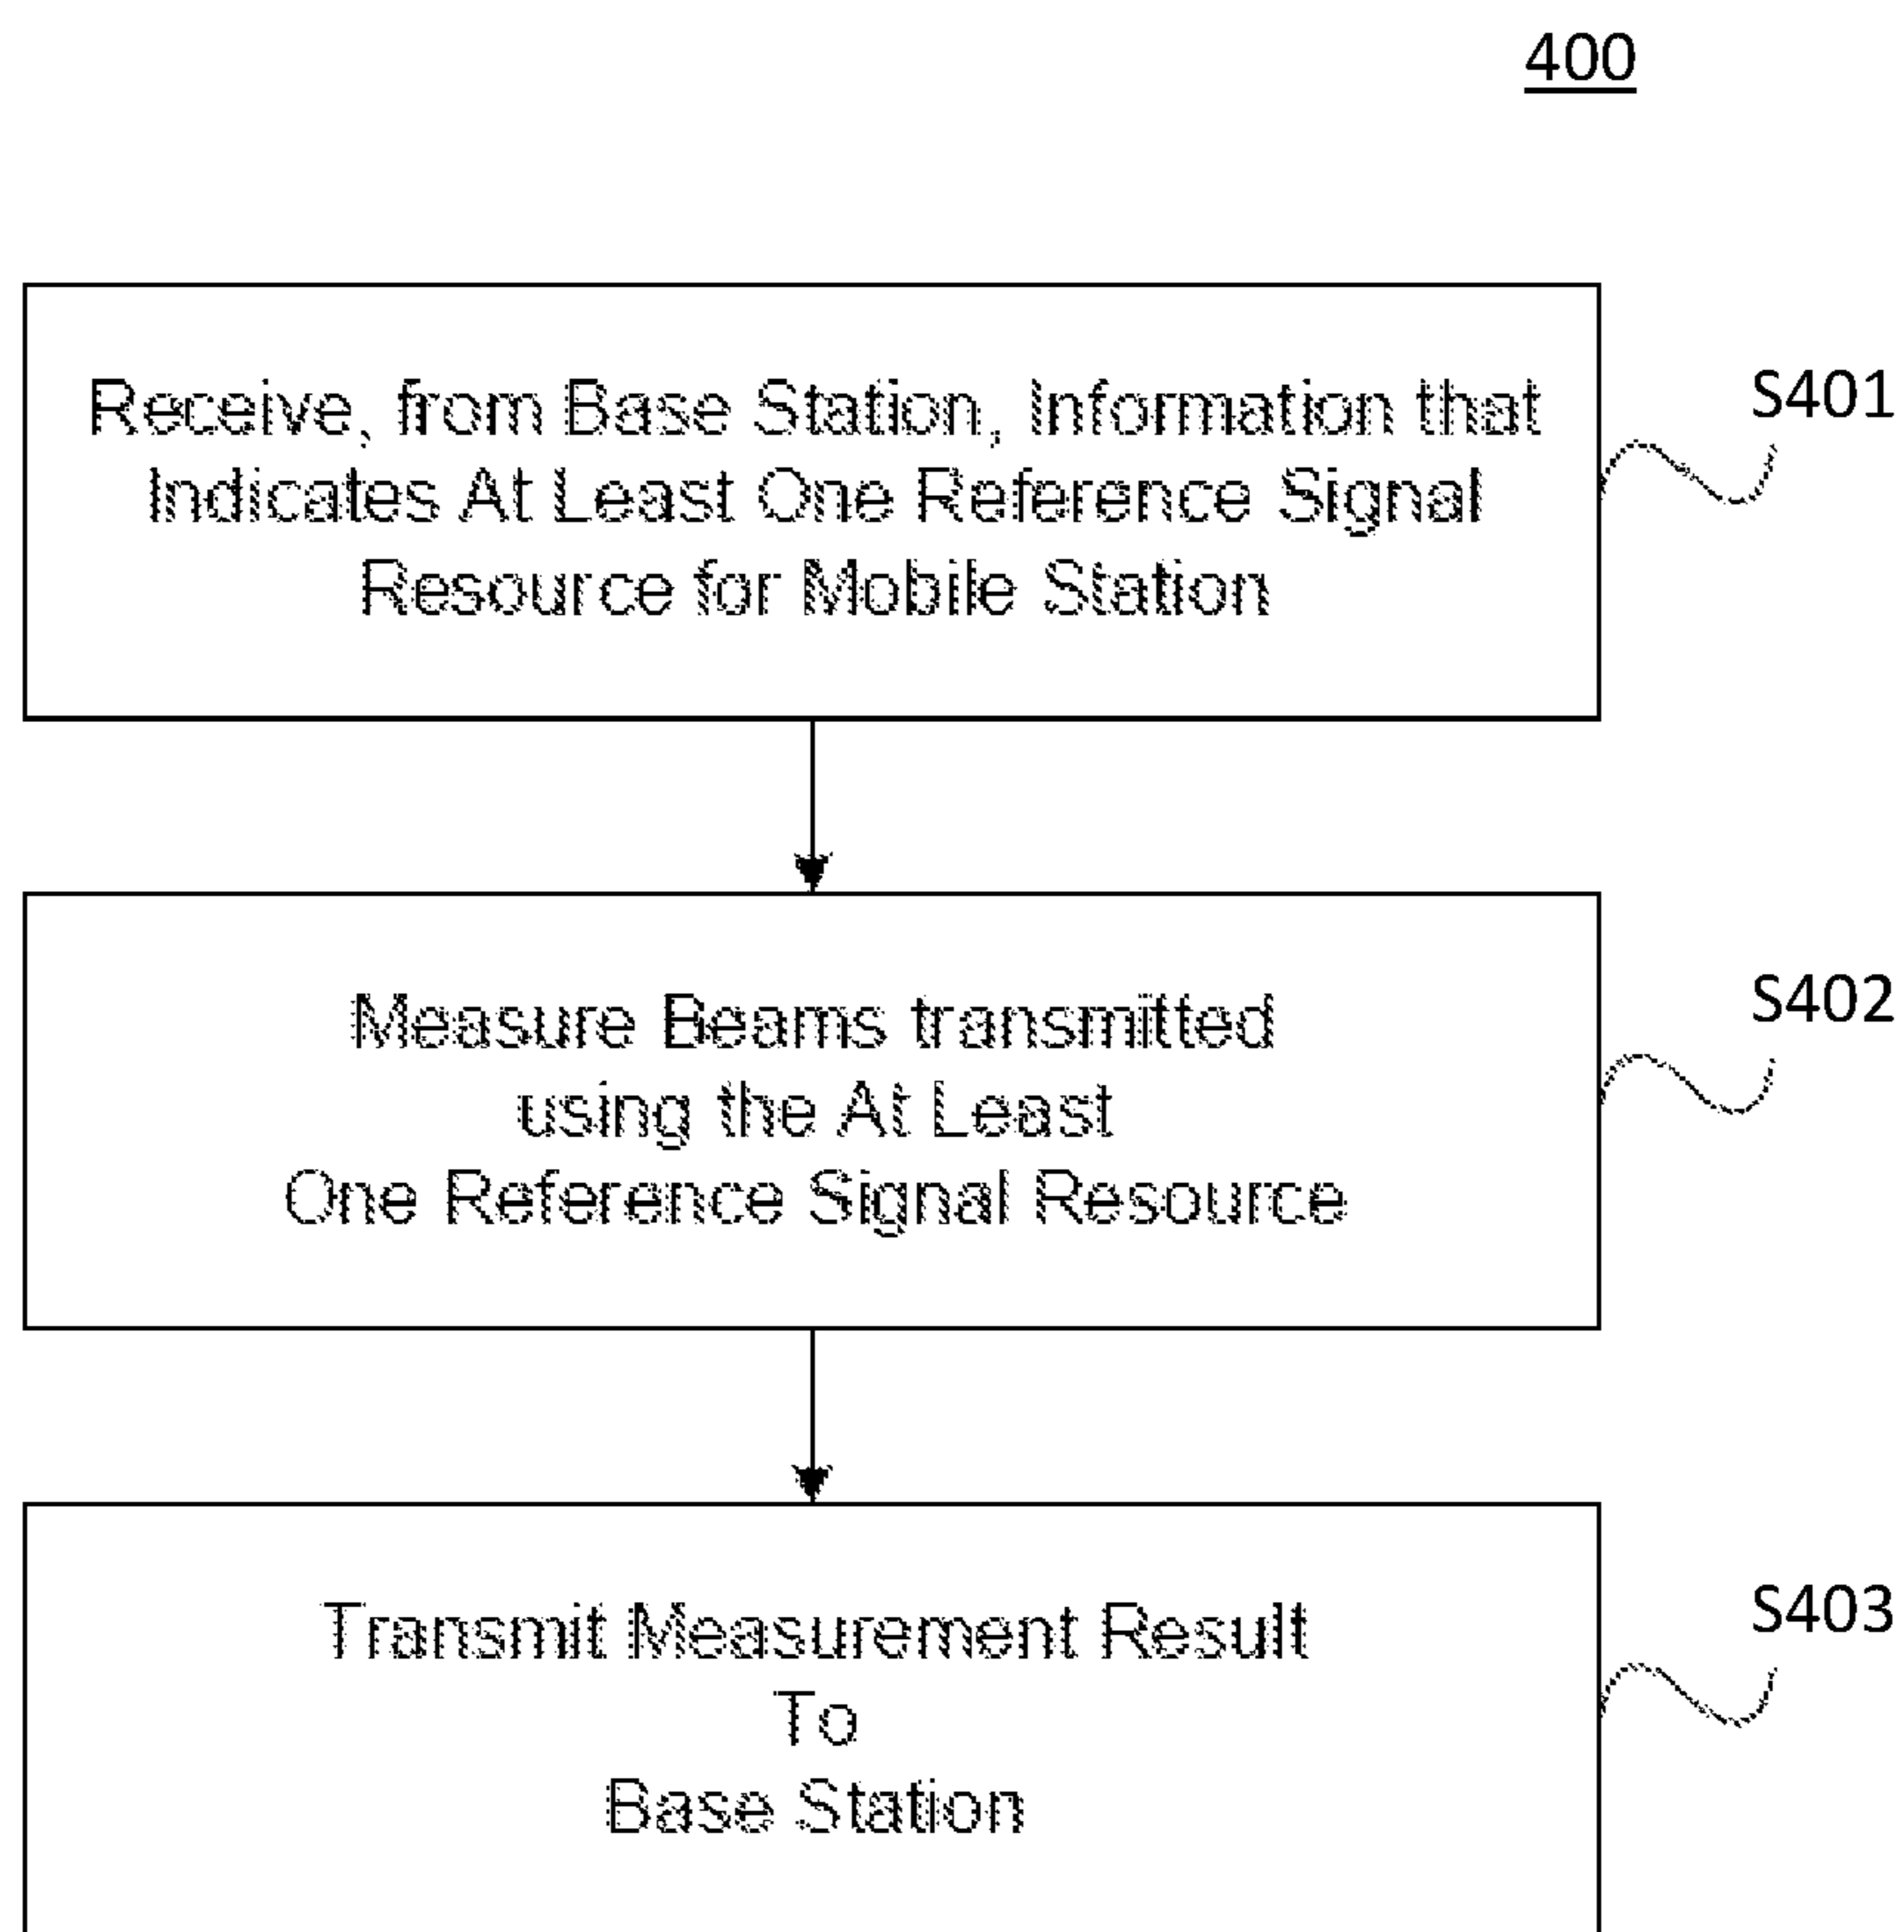 400
Receive, from Base Station, Information that
Indicates At Least One Reference Signal
Resource for Mobile Station
S401
Measure Beams transmitted
using the At Least
One Reference Signal Resource
S402
Transmit Measurement Result
To
Base Station
S403